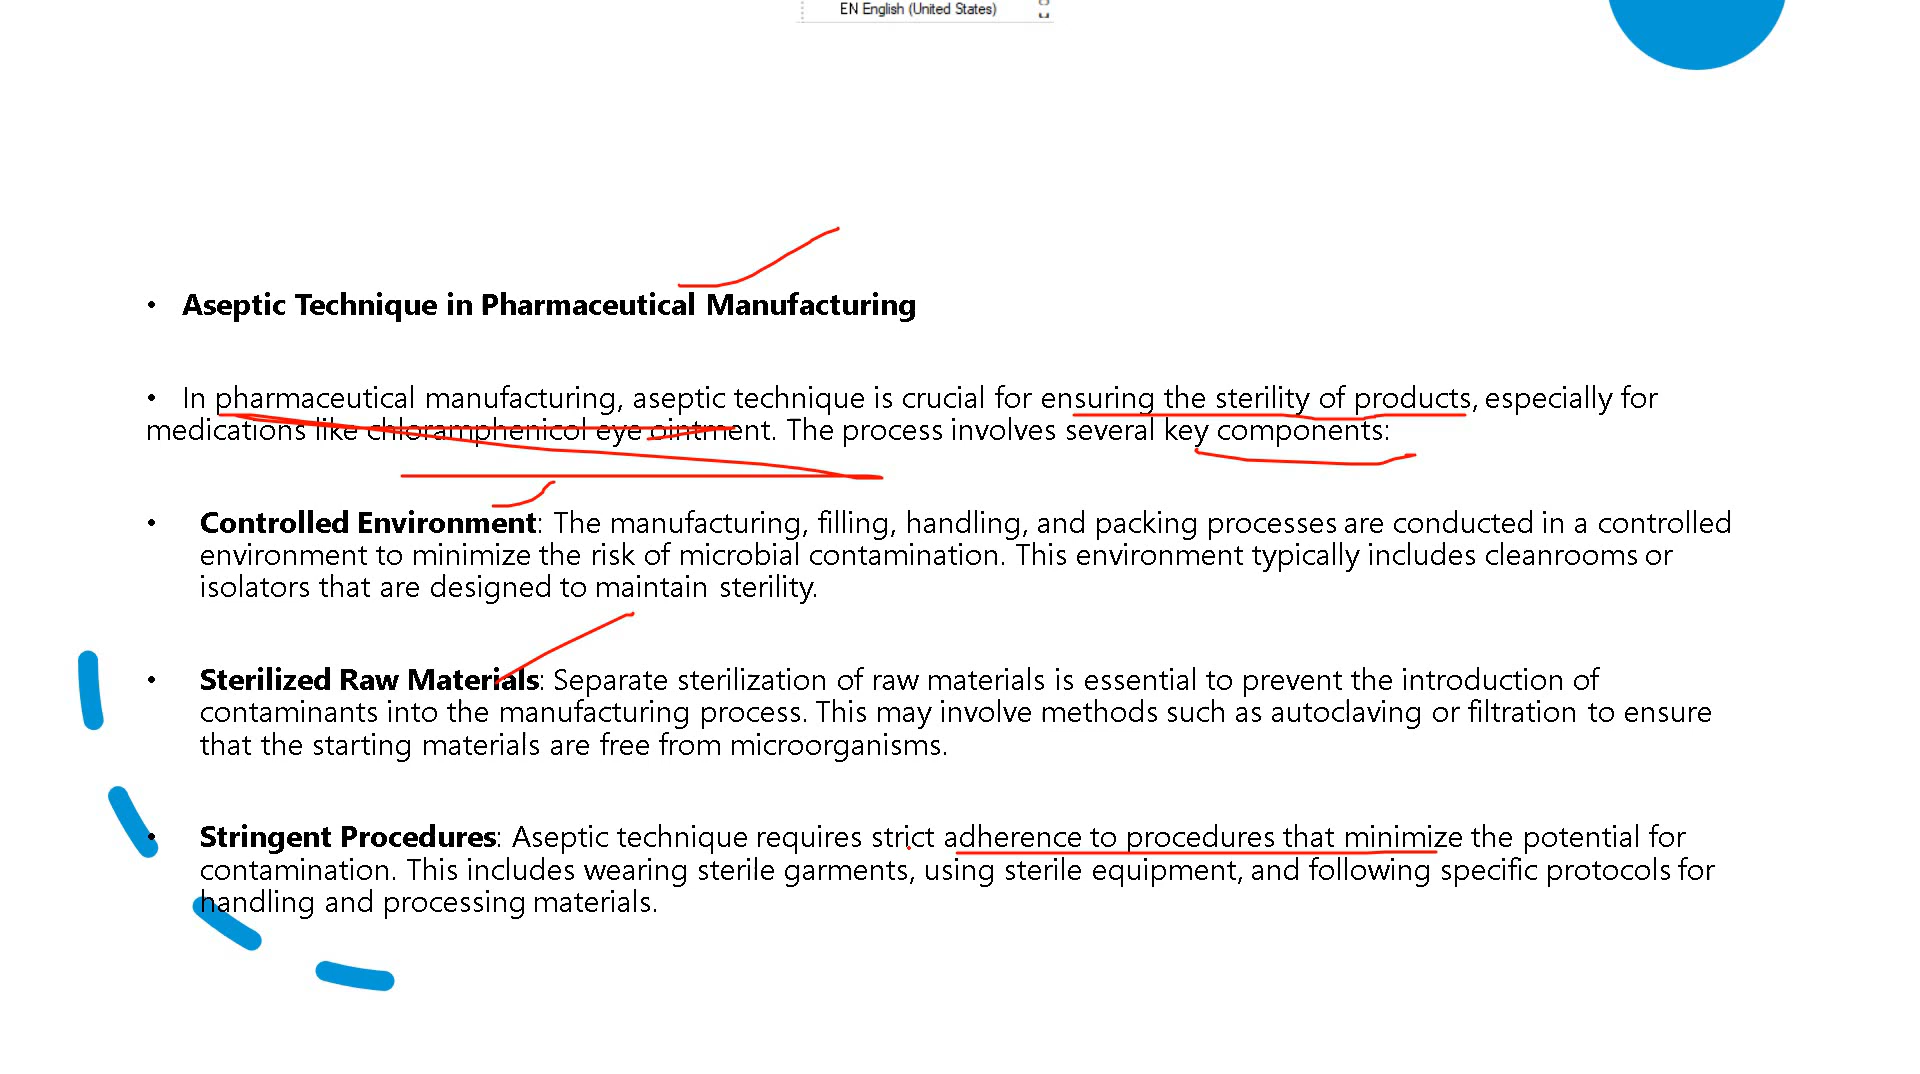 EN English (United States)
• Aseptic Technique in Pharmaceutical Manufacturing
• In pharmaceutical manufacturing, aseptic technique is crucial for ensuring the sterility of products, especially for
medications like chloramphenicol eye ointment. The process involves several key components:
• Controlled Environment: The manufacturing, filling, handling, and packing processes are conducted in a controlled
environment to minimize the risk of microbial contamination. This environment typically includes cleanrooms or
isolators that are designed to maintain sterility.
• Sterilized Raw Materials: Separate sterilization of raw materials is essential to prevent the introduction of
contaminants into the manufacturing process. This may involve methods such as autoclaving or filtration to ensure
that the starting materials are free from microorganisms.
• Stringent Procedures: Aseptic technique requires strict adherence to procedures that minimize the potential for
contamination. This includes wearing sterile garments, using sterile equipment, and following specific protocols for
handling and processing materials.